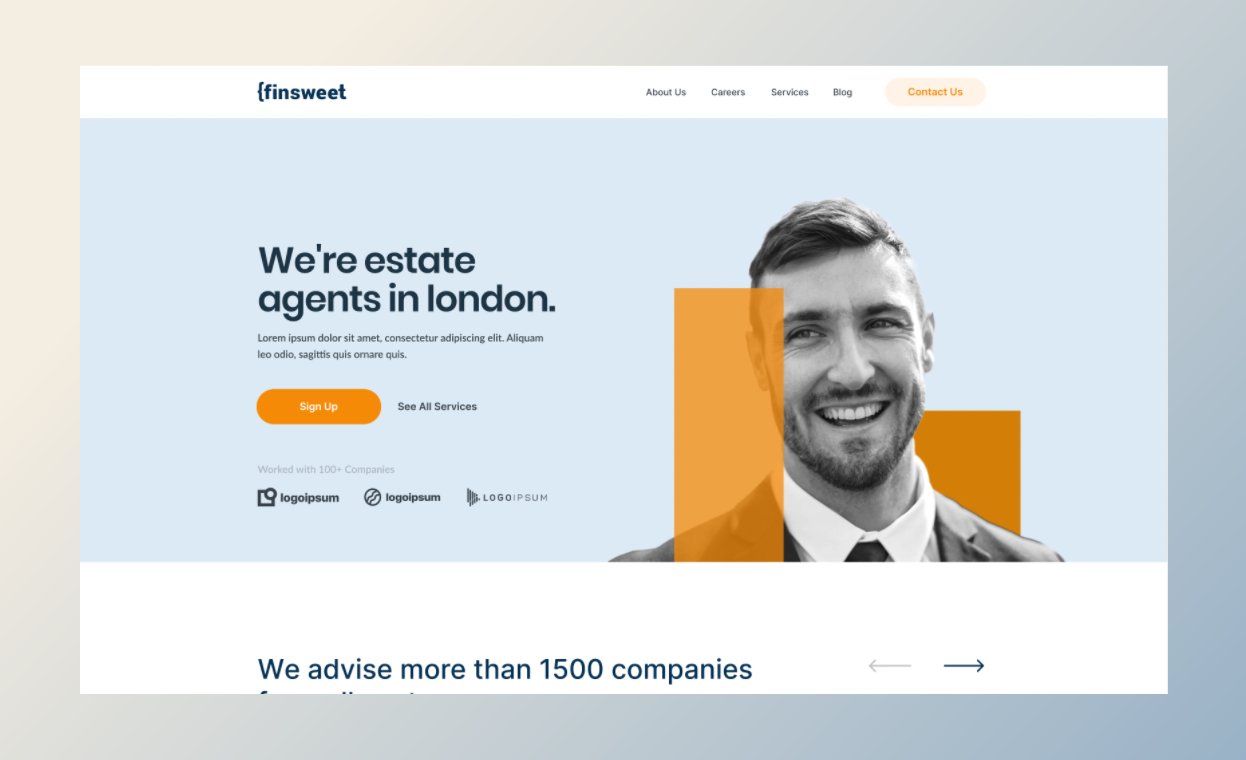 {finsweet
About Us Careers Services Blog Contact Us
We're estate
agents in london.
Lorem ipsum dolor sit amet, consectetur adipiscing elit. Aliquam
leo odio, sagittis quis ornare quis.
Sign Up See All Services
Worked with 100+ Companies
logoipsum logoipsum LOGOIPSUM
We advise more than 1500 companies